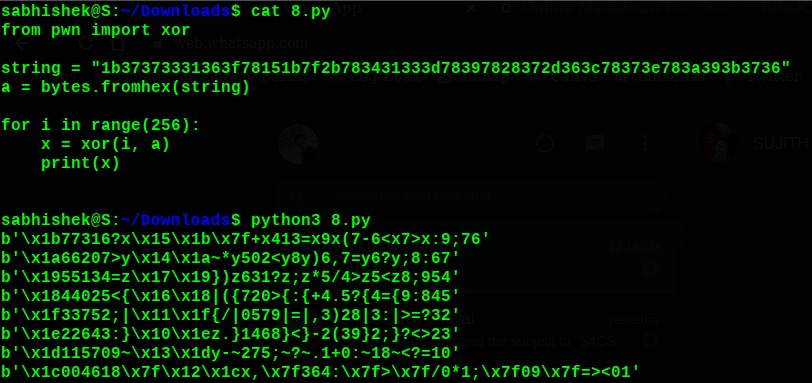 sabhishek@S:~/Downloads$ cat 8.py
from pwn import xor
string = "1b37373331363f78151b7f2b783431333d78397828372d363c78373e783a393b3736"
a = bytes.fromhex(string)
for i in range(256):
    x = xor(i, a)
    print(x)
sabhishek@S:~/Downloads$ python3 8.py
b'\x1b77316?x\x15\x1b\x7f+x413=x9x(7-6<x7>x:9;76'
b'\x1a66207>y\x14\x1a~*y502<y8y)6,7=y6?y;8:67'
b'\x1955134=z\x17\x19})z631?z;z*5/4>z5<z8;954'
b'\x1844025<{\x16\x18|({720>{:{+4.5?{4={9:845'
b'\x1f33752;|\x11\x1f{/|0579|=|,3)28|3:|>=?32'
b'\x1e22643:}\x10\x1ez.}1468}<}-2(39}2;}?<>23'
b'\x1d115709~\x13\x1dy-~275;~?~.1+0:~18~<?=10'
b'\x1c004618\x7f\x12\x1cx,\x7f364:\x7f>\x7f/0*1;\x7f09\x7f=><01'
web.whatsapp.com
SUJITH
yesterday